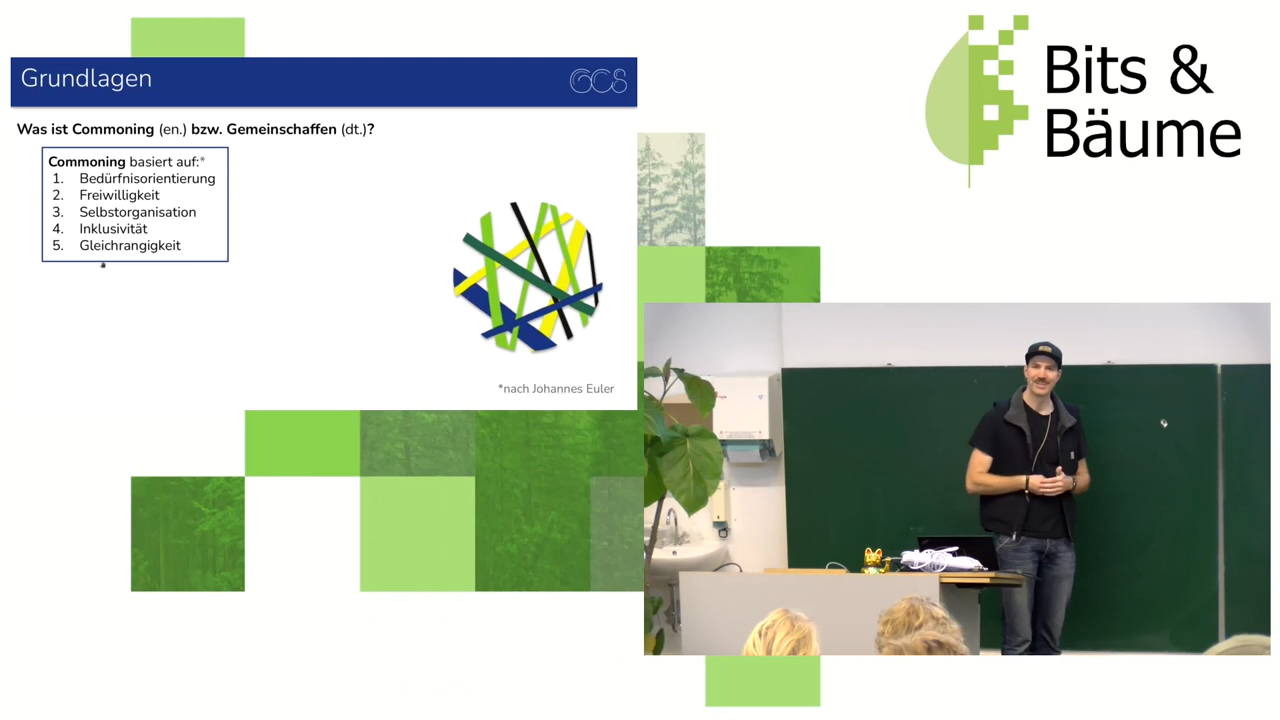 Grundlagen
GCS
Was ist Commoning (en.) bzw. Gemeinschaffen (dt.)?
Commoning basiert auf:*
1. Bedürfnisorientierung
2. Freiwilligkeit
3. Selbstorganisation
4. Inklusivität
5. Gleichrangigkeit
*nach Johannes Euler
Bits &
Bäume